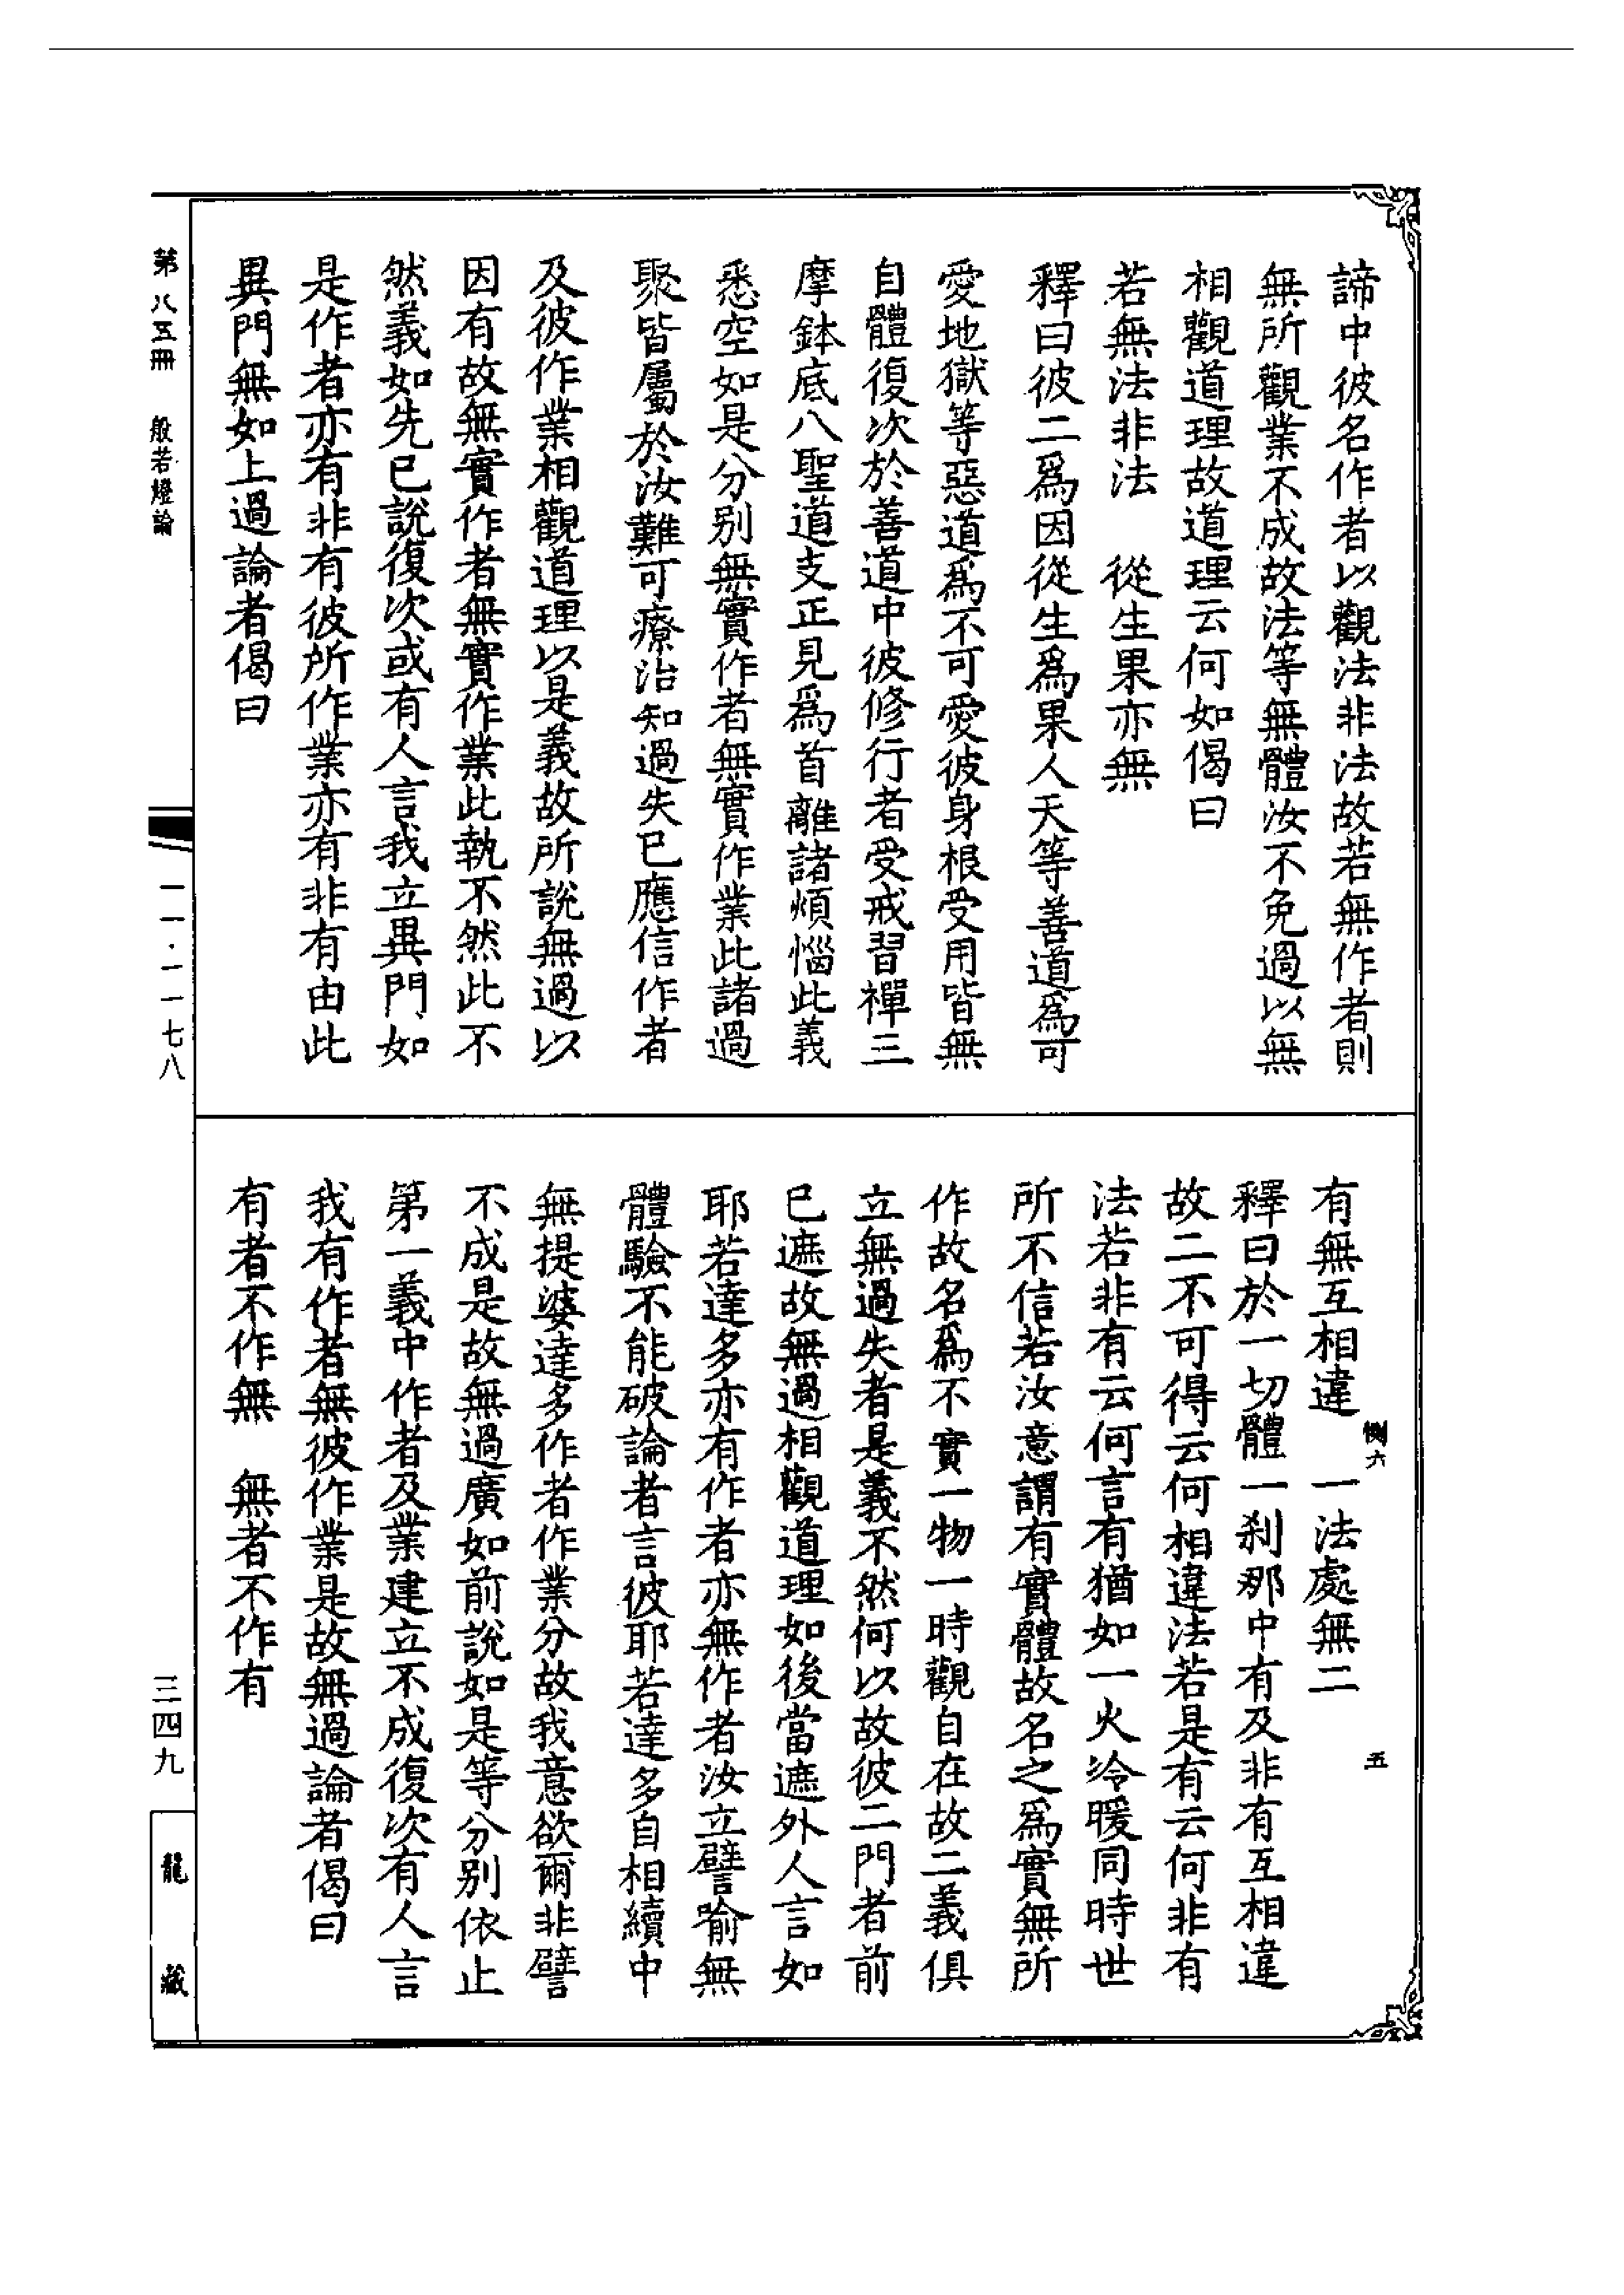 諦中彼名作者以觀法非法故若無作者則
無所觀業不成故法等無體汝不免過以無
相觀道理故道理云何如偈曰
若無法非法　從生果亦無
釋曰彼二爲因從生爲果人天等善道爲可
愛地獄等惡道爲不可愛彼身根受用皆無
自體復次於善道中彼修行者受戒習禪三
摩鉢底八聖道支正見爲首離諸煩惱此義
悉空如是分別無實作者無實作業此諸過
聚皆屬於汝難可療治知過失已應信作者
及彼作業相觀道理以是義故所說無過以
因有故無實作者無實作業此執不然此不
然義如先已說復次或有人言我立異門如
是作者亦有非有彼所作業亦有非有由此
異門無如上過論者偈曰
有無互相違　一法處無二
釋曰於一切體一刹那中有及非有互相違
故二不可得云何相違法若是有云何非有
法若非有云何言有猶如一火冷暖同時世
所不信若汝意謂有實體故名之爲實無所
作故名爲不實一物一時觀自在故二義俱
立無過失者是義不然何以故彼二門者前
已遮故無過相觀道理如後當遮外人言如
耶若達多亦有作者亦無作者汝立譬喻無
體驗不能破論者言彼耶若達多自相續中
無提婆達多作者作業分故我意欲爾非譬
不成是故無過廣如前說如是等分別依止
第一義中作者及業建立不成復次有人言
我有作者無彼作業是故無過論者偈曰
有者不作無　無者不作有
惻六
五
第八五冊　般若燈論
一一·一一七八
三四九
龍藏